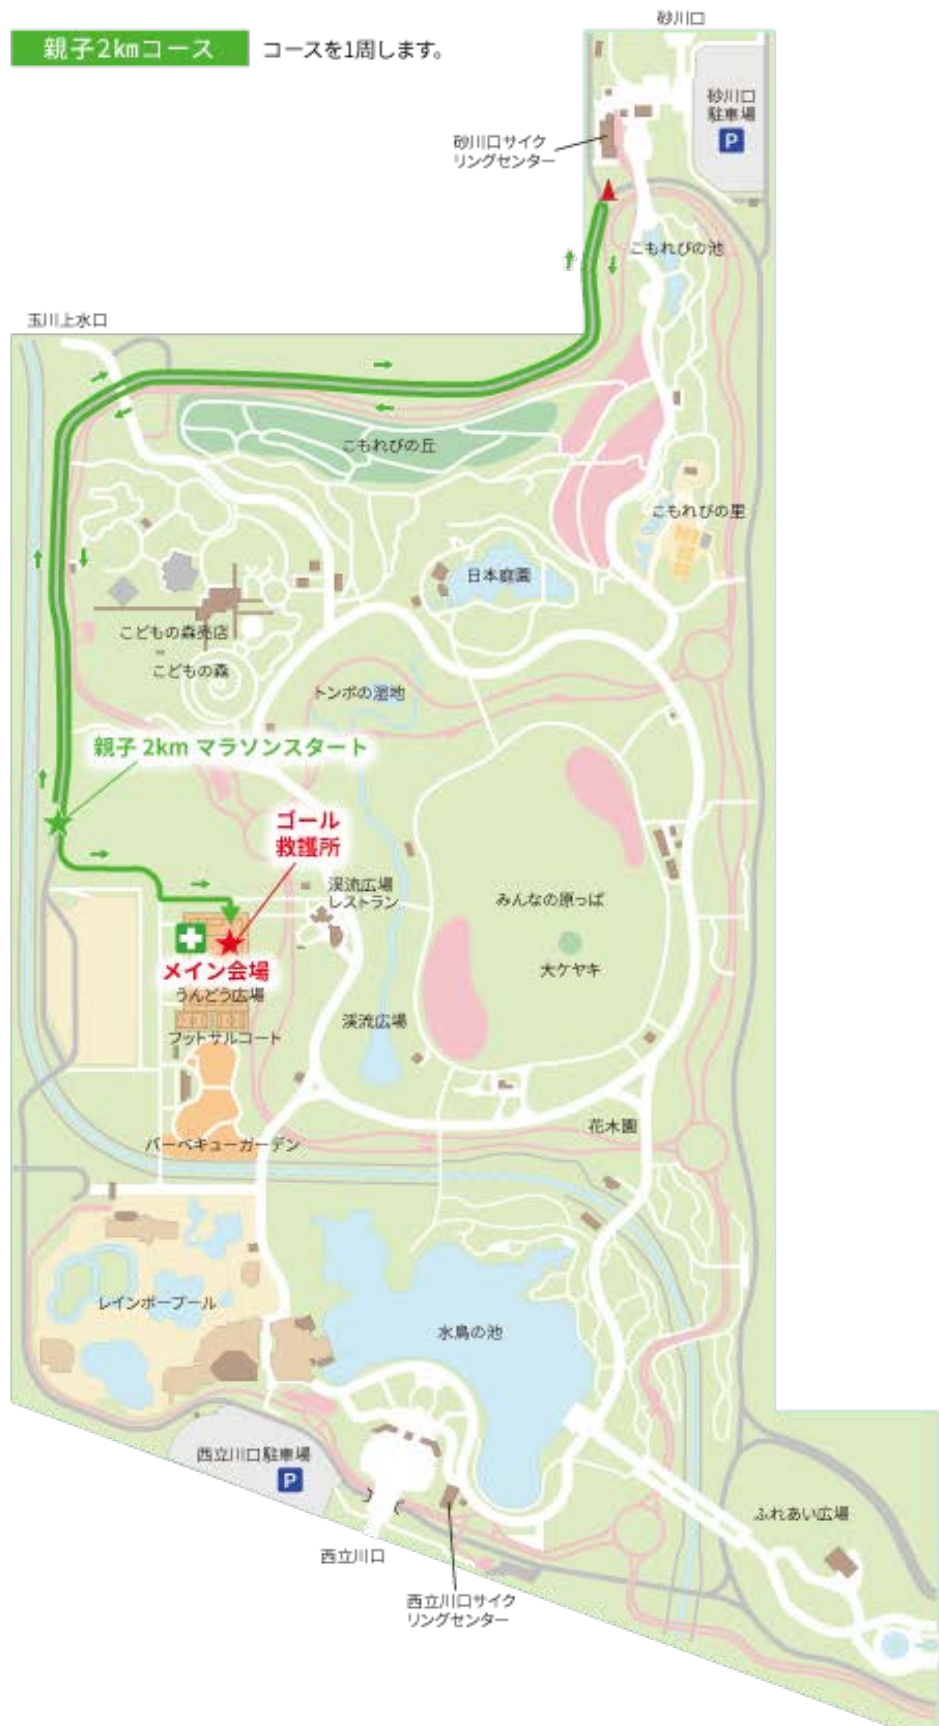 砂川口
親子2kmコース
コースを1周します。
砂川口
駐車場
P
砂川口サイク
リングセンター
こもれびの池
玉川上水口
こもれびの丘
こもれびの里
日本庭園
こどもの森売店
こどもの森
トンボの湿地
親子 2km マラソンスタート
ゴール
救護所
渓流広場
レストラン
みんなの原っぱ
大ケヤキ
メイン会場
うんどう広場
渓流広場
フットサルコート
花木園
バーベキューガーデン
レインボープール
水鳥の池
西立川口駐車場
P
ふれあい広場
西立川口
西立川口サイク
リングセンター